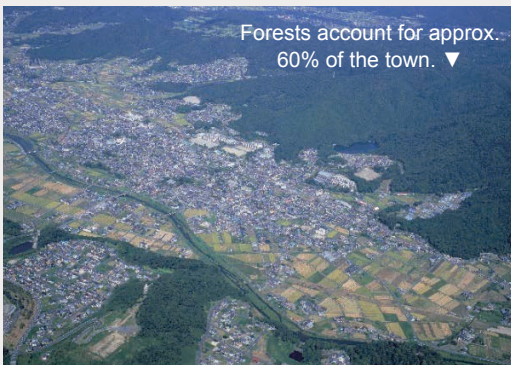 Forests account for approx.
60% of the town. ▼